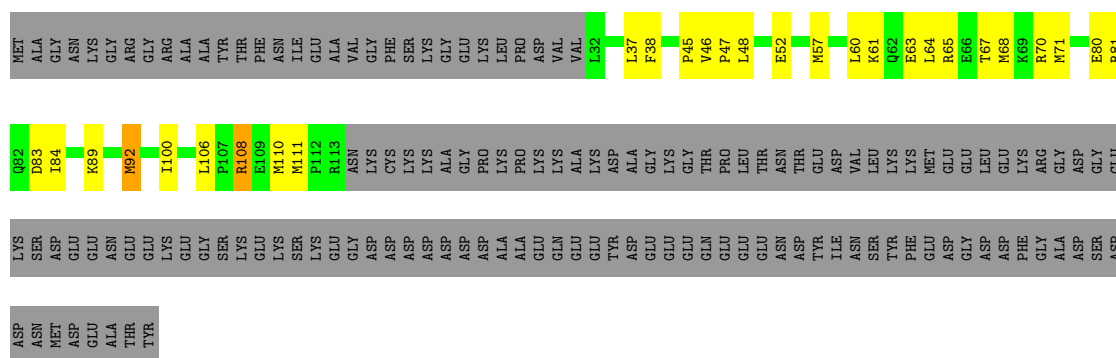 MET ALA GLY ASN LYS GLY GLY ARG ARG ALA ALA TYR THR PHE ASN ILE GLU ALA VAL GLY PHE SER LYS GLY GLU LYS LEU PRO ASP VAL VAL L32 L37 F38 P45 V46 P47 L48 E52 M57 L60 K61 Q62 E63 L64 R65 E66 T67 M68 K69 R70 M71 E80 R81
Q82 D83 I84 K89 M92 I100 L106 P107 R108 E109 M110 M111 P112 R113 ASN LYS CYS LYS LYS ALA GLY PRO LYS PRO LYS LYS ALA LYS ASP ALA GLY LYS GLY THR PRO LEU THR ASN THR GLU ASP VAL LEU LYS LYS MET GLU GLU LEU GLU LYS ARG GLY ASP GLY GLU
LYS SER ASP GLU GLU ASN GLU GLU LYS GLU GLY SER LYS GLU LYS SER LYS GLU GLY ASP ASP ASP ASP ASP ASP GLY ASP ASP ALA ALA GLU GLN GLU GLU TYR ASP GLU GLU GLY GLN GLU GLU GLU ASN ASP TYR ILE ASN SER TYR PHE GLU ASP GLY ASP ASP PHE GLY ALA ASP SER ASP
ASP ASN MET ASP GLU ALA THR TYR